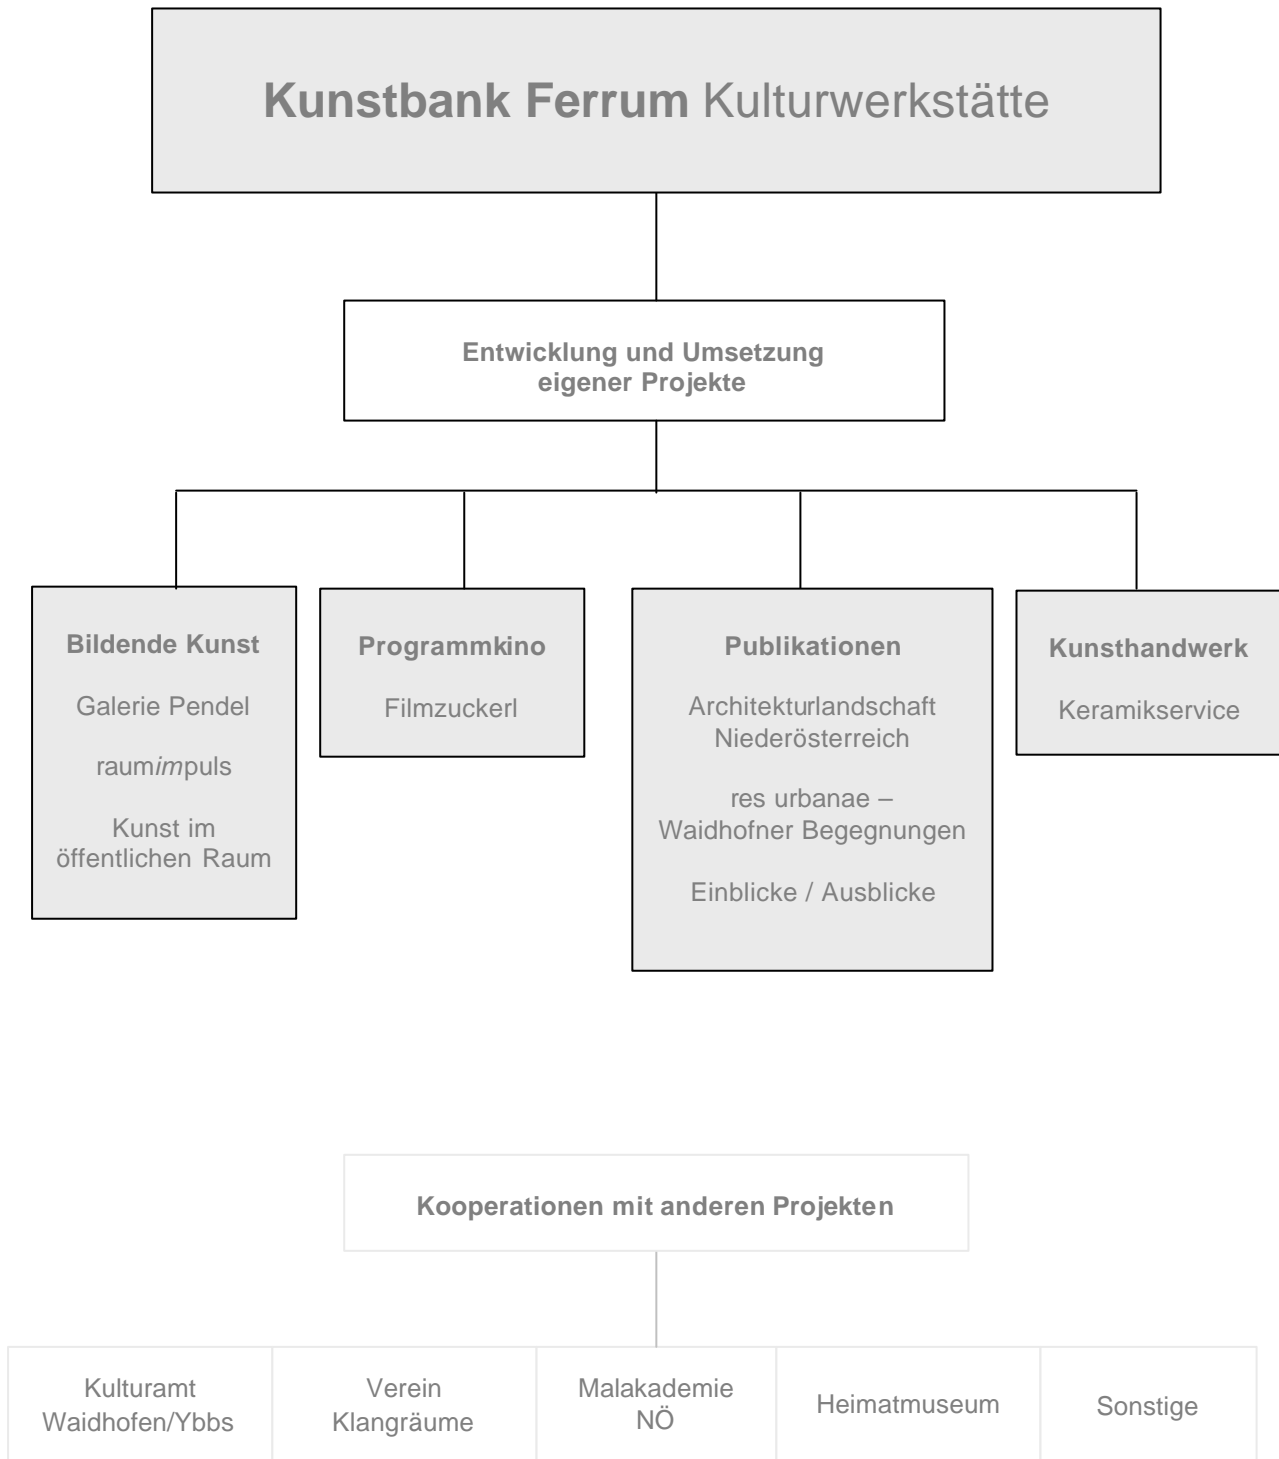 Kunstbank Ferrum Kulturwerkstätte
Entwicklung und Umsetzung
eigener Projekte
Bildende Kunst
Galerie Pendel
raumimpuls
Kunst im
öffentlichen Raum
Programmkino
Filmzuckerl
Publikationen
Architekturlandschaft
Niederösterreich
res urbanae –
Waidhofner Begegnungen
Einblicke / Ausblicke
Kunsthandwerk
Keramikservice
Kooperationen mit anderen Projekten
Kulturamt
Waidhofen/Ybbs
Verein
Klangräume
Malakademie
NÖ
Heimatmuseum
Sonstige